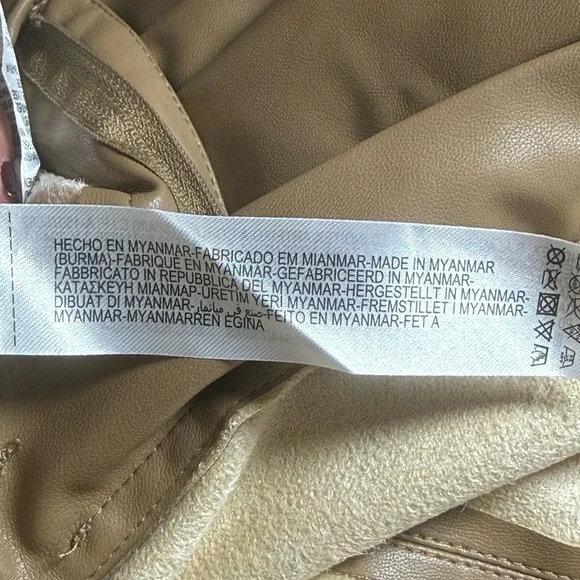 HECHO EN MYANMAR-FABRICADO EM MIANMAR-MADE IN MYANMAR
(BURMA)-FABRIQUÉ EN MYANMAR-GEFABRICEERD IN MYANMAR-
FABBRICATO IN REPUBBLICA DEL MYANMAR-HERGESTELLT IN MYANMAR-
ΚΑΤΑΣΚΕΥΗ ΜΙΑΝΜΑΡ-ÜRETİM YERİ MYANMAR-FREMSTILLET I MYANMAR-
DIBUAT DI MYANMAR-صنع في ميانمار-FEITO EN MYANMAR-FET A
MYANMAR-MYANMARREN EGINA